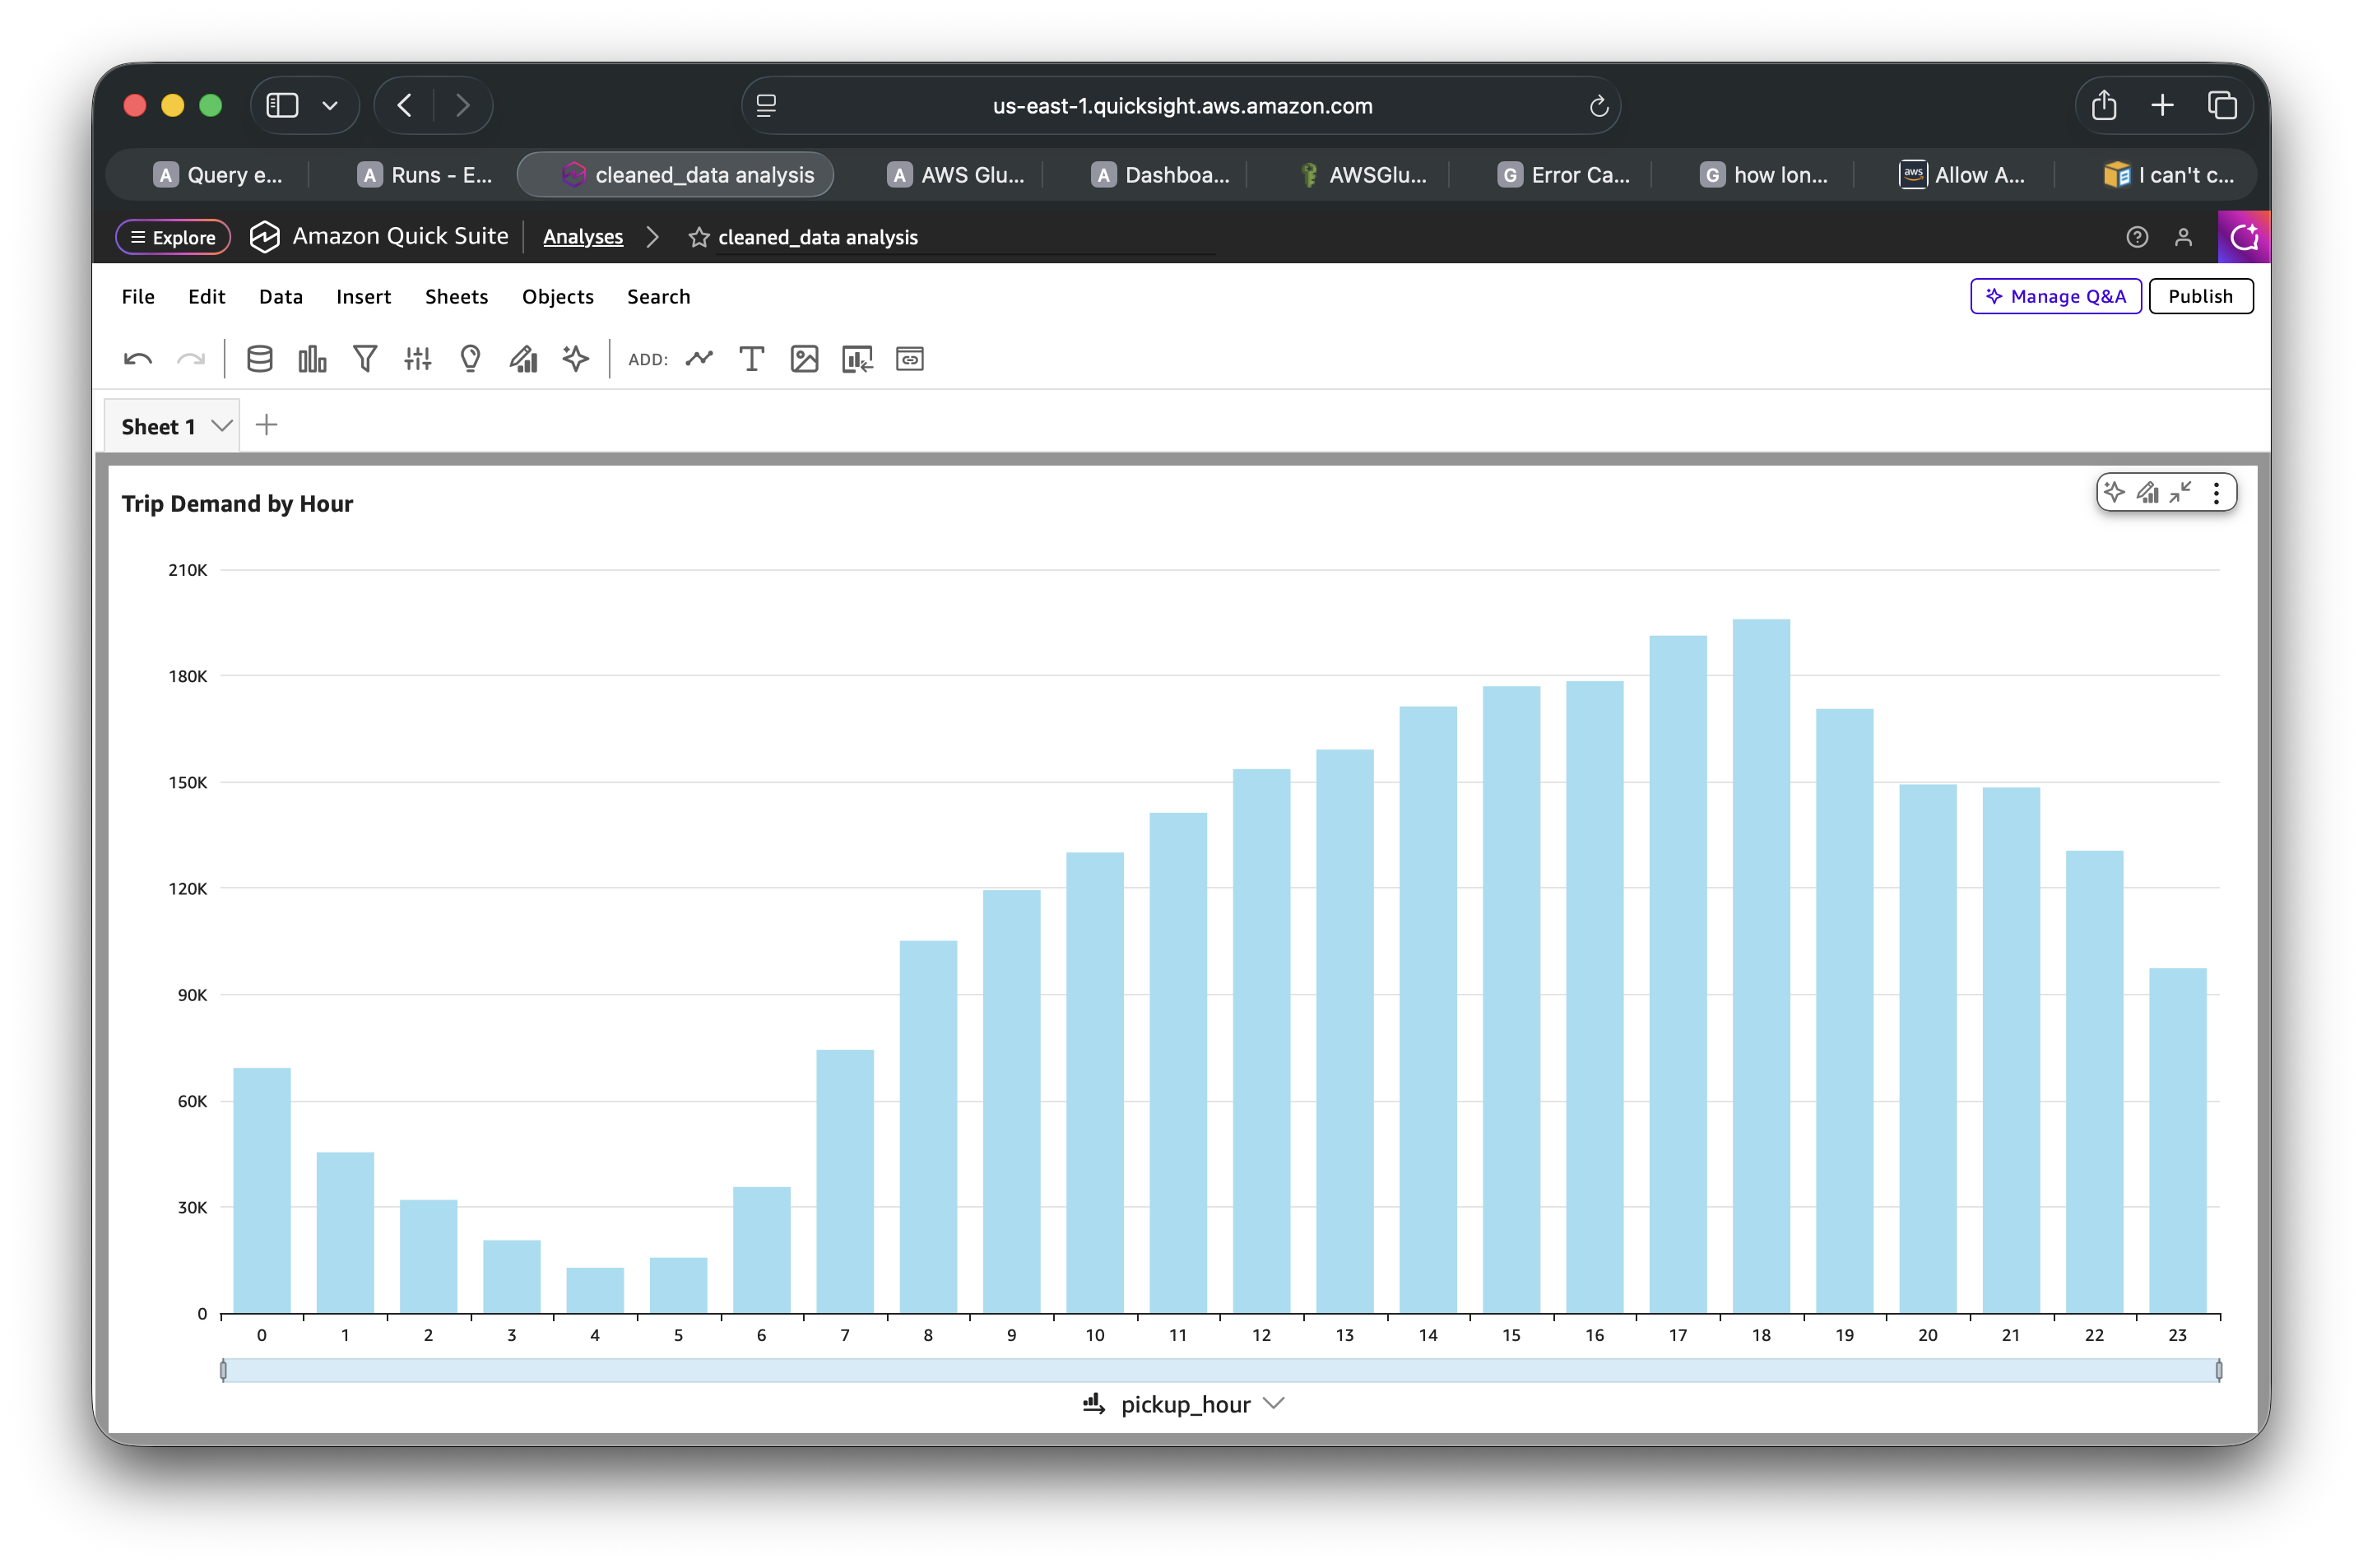 us-east-1.quicksight.aws.amazon.com
A Query e... A Runs - E... cleaned_data analysis A AWS Glu... A Dashboa... AWSGlu... G Error Ca... G how lon... aws Allow A... I can't c...
Explore Amazon Quick Suite Analyses cleaned_data analysis
File Edit Data Insert Sheets Objects Search Manage Q&A Publish
ADD:
Sheet 1
Trip Demand by Hour
210K
180K
150K
120K
90K
60K
30K
0
0 1 2 3 4 5 6 7 8 9 10 11 12 13 14 15 16 17 18 19 20 21 22 23
pickup_hour